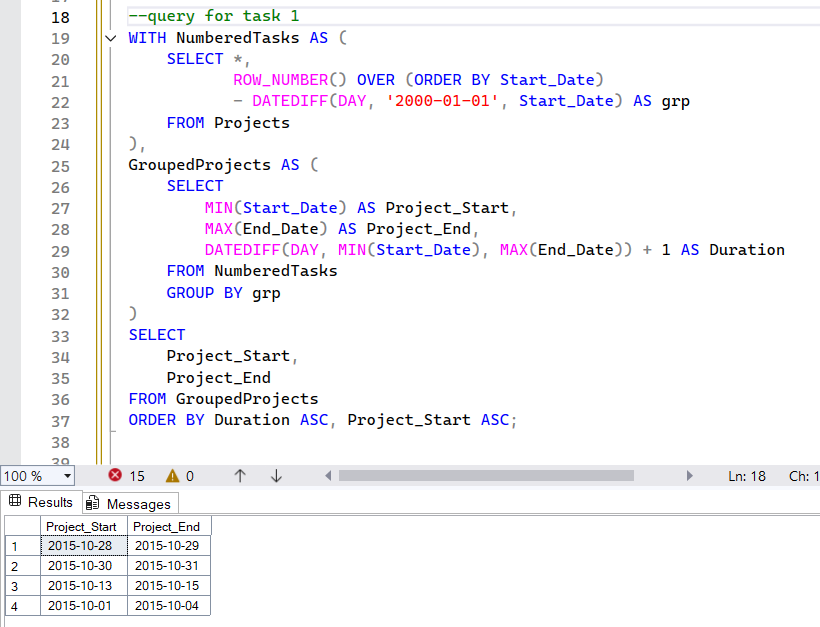 18 --query for task 1
19 WITH NumberedTasks AS (
20 SELECT *,
21 ROW_NUMBER() OVER (ORDER BY Start_Date)
22 - DATEDIFF(DAY, '2000-01-01', Start_Date) AS grp
23 FROM Projects
24 ),
25 GroupedProjects AS (
26 SELECT
27 MIN(Start_Date) AS Project_Start,
28 MAX(End_Date) AS Project_End,
29 DATEDIFF(DAY, MIN(Start_Date), MAX(End_Date)) + 1 AS Duration
30 FROM NumberedTasks
31 GROUP BY grp
32 )
33 SELECT
34 Project_Start,
35 Project_End
36 FROM GroupedProjects
37 ORDER BY Duration ASC, Project_Start ASC;
38
100 % 15 0 Ln: 18 Ch: 1
Results Messages
Project_Start Project_End
1 2015-10-28 2015-10-29
2 2015-10-30 2015-10-31
3 2015-10-13 2015-10-15
4 2015-10-01 2015-10-04